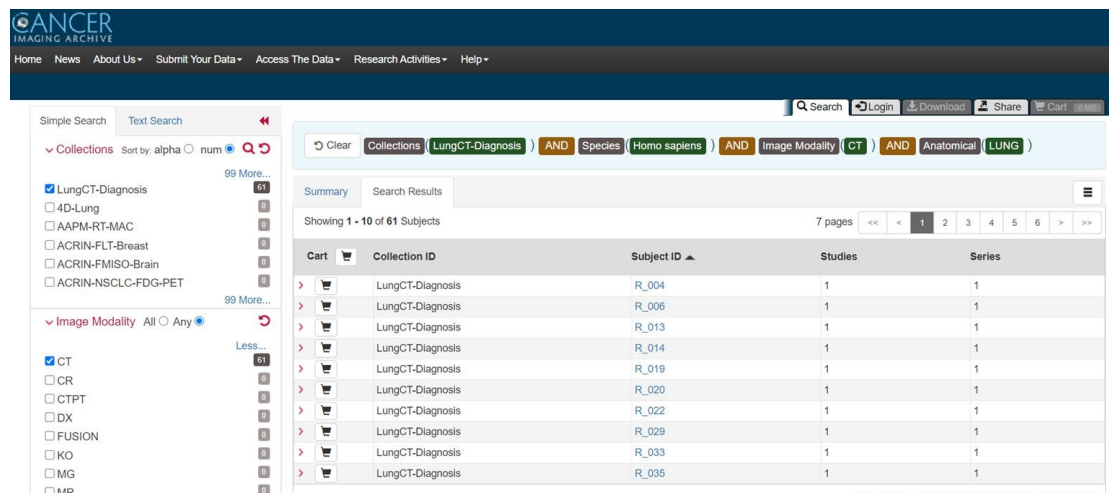 CANCER
IMAGING ARCHIVE
Home News About Us Submit Your Data Access The Data Research Activities Help
Search Login Download Share Cart
Simple Search Text Search
Collections Sort by: alpha num
99 More...
LungCT-Diagnosis 61
4D-Lung 0
AAPM-RT-MAC 0
ACRIN-FLT-Breast 0
ACRIN-FMISO-Brain 0
ACRIN-NSCLC-FDG-PET 0
99 More...
Image Modality All Any
Less...
CT 61
CR 0
CTPT 0
DX 0
FUSION 0
KO 0
MG 0
MR 0
Clear Collections ( LungCT-Diagnosis ) AND Species ( Homo sapiens ) AND Image Modality ( CT ) AND Anatomical ( LUNG )
Summary Search Results
Showing 1 - 10 of 61 Subjects 7 pages << < 1 2 3 4 5 6 > >>
Cart Collection ID Subject ID Studies Series
> LungCT-Diagnosis R_004 1 1
> LungCT-Diagnosis R_006 1 1
> LungCT-Diagnosis R_013 1 1
> LungCT-Diagnosis R_014 1 1
> LungCT-Diagnosis R_019 1 1
> LungCT-Diagnosis R_020 1 1
> LungCT-Diagnosis R_022 1 1
> LungCT-Diagnosis R_029 1 1
> LungCT-Diagnosis R_033 1 1
> LungCT-Diagnosis R_035 1 1